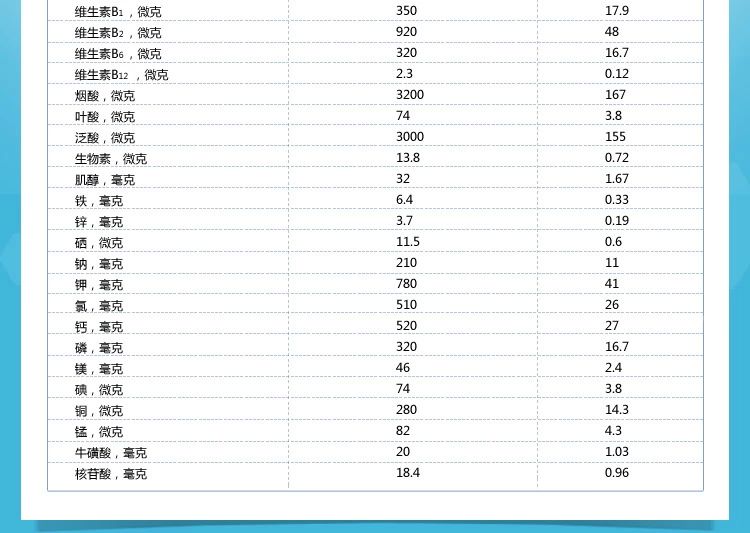 维生素B₁，微克 350 17.9
维生素B₂，微克 920 48
维生素B₆，微克 320 16.7
维生素B₁₂，微克 2.3 0.12
烟酸，微克 3200 167
叶酸，微克 74 3.8
泛酸，微克 3000 155
生物素，微克 13.8 0.72
肌醇，毫克 32 1.67
铁，毫克 6.4 0.33
锌，毫克 3.7 0.19
硒，微克 11.5 0.6
钠，毫克 210 11
钾，毫克 780 41
氯，毫克 510 26
钙，毫克 520 27
磷，毫克 320 16.7
镁，毫克 46 2.4
碘，微克 74 3.8
铜，微克 280 14.3
锰，微克 82 4.3
牛磺酸，毫克 20 1.03
核苷酸，毫克 18.4 0.96